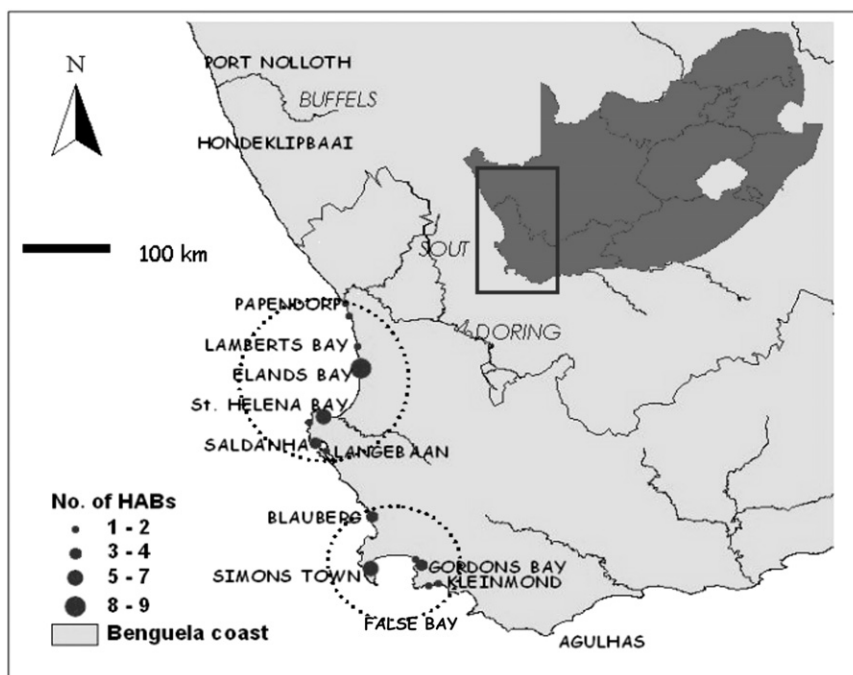 N
PORT NOLLOTH
BUFFELS
HONDEKLIPBAAI
100 km
SOUT
PAPENDORP
DORING
LAMBERTS BAY
ELANDS BAY
St. HELENA BAY
SALDANHA
LANGEBAAN
No. of HABs
1 - 2
3 - 4
5 - 7
8 - 9
Benguela coast
BLAUBERG
GORDONS BAY
SIMONS TOWN
KLEINMOND
FALSE BAY
AGULHAS